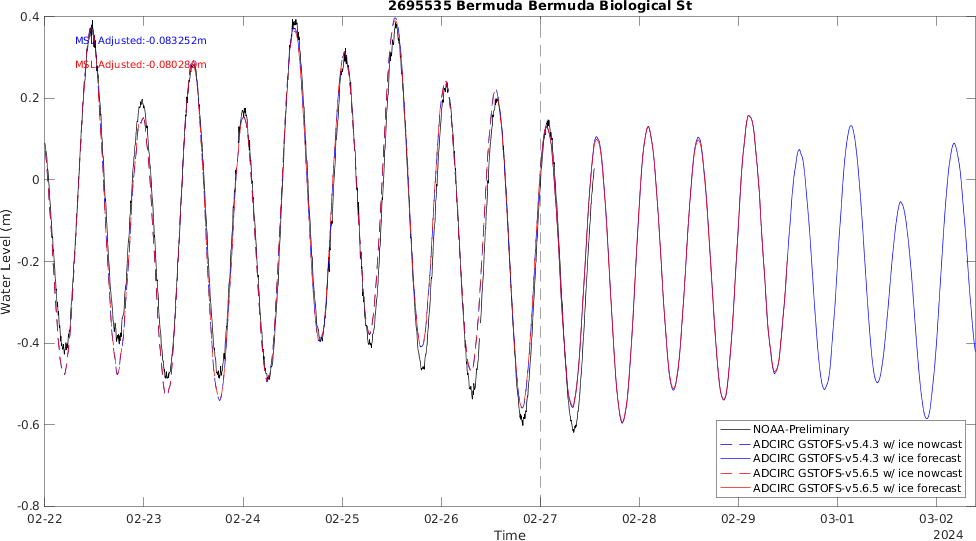 2695535 Bermuda Bermuda Biological St
MSL Adjusted:-0.083252m
MSL Adjusted:-0.080286m
Water Level (m)
0.4
0.2
0
-0.2
-0.4
-0.6
-0.8
NOAA-Preliminary
ADCIRC GSTOFS-v5.4.3 w/ ice nowcast
ADCIRC GSTOFS-v5.4.3 w/ ice forecast
ADCIRC GSTOFS-v5.6.5 w/ ice nowcast
ADCIRC GSTOFS-v5.6.5 w/ ice forecast
02-22 02-23 02-24 02-25 02-26 02-27 02-28 02-29 03-01 03-02
Time
2024